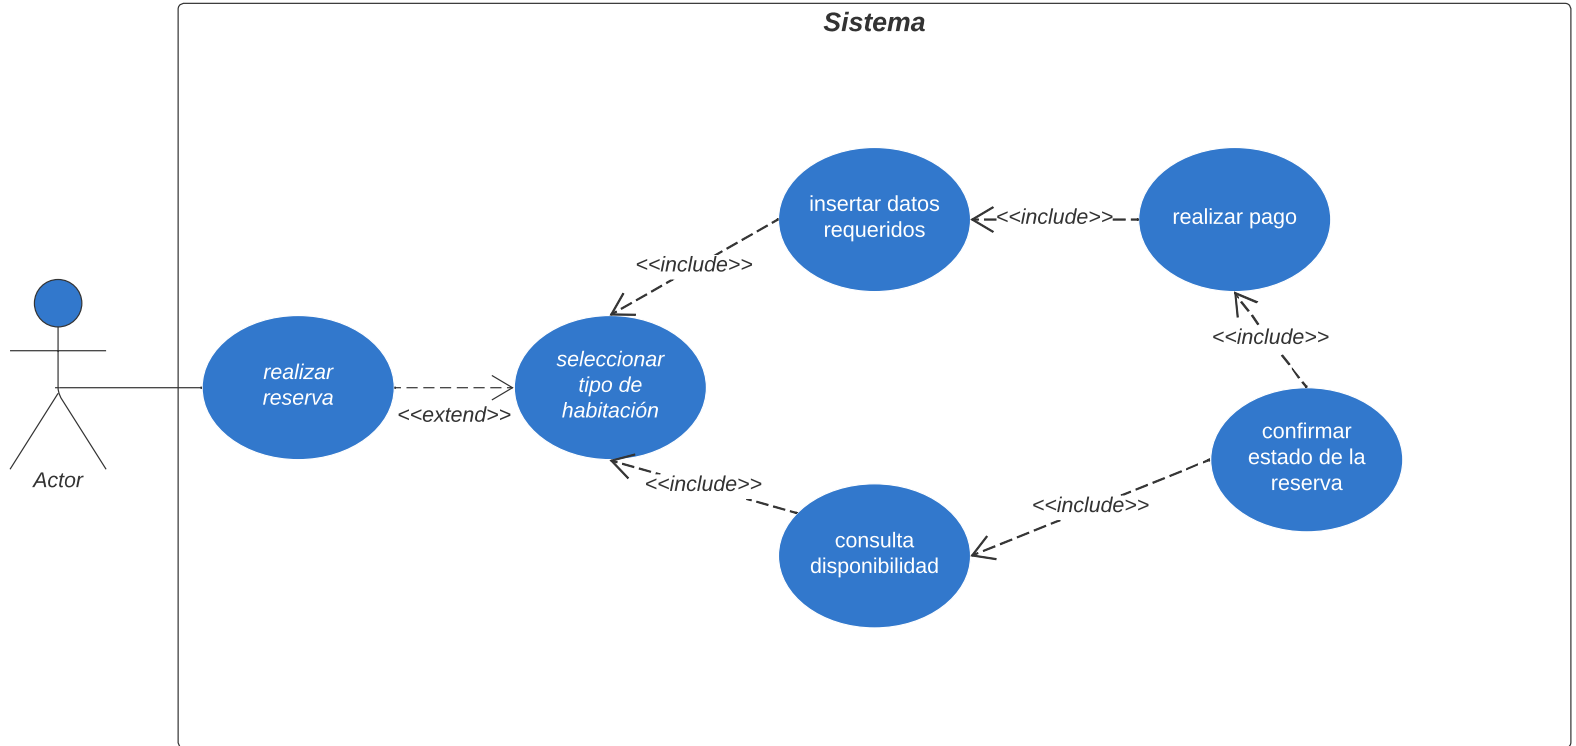 Sistema
insertar datos
requeridos
<<include>>
realizar pago
<<include>>
<<include>>
Actor
realizar
reserva
<<extend>>
seleccionar
tipo de
habitación
<<include>>
consulta
disponibilidad
<<include>>
confirmar
estado de la
reserva